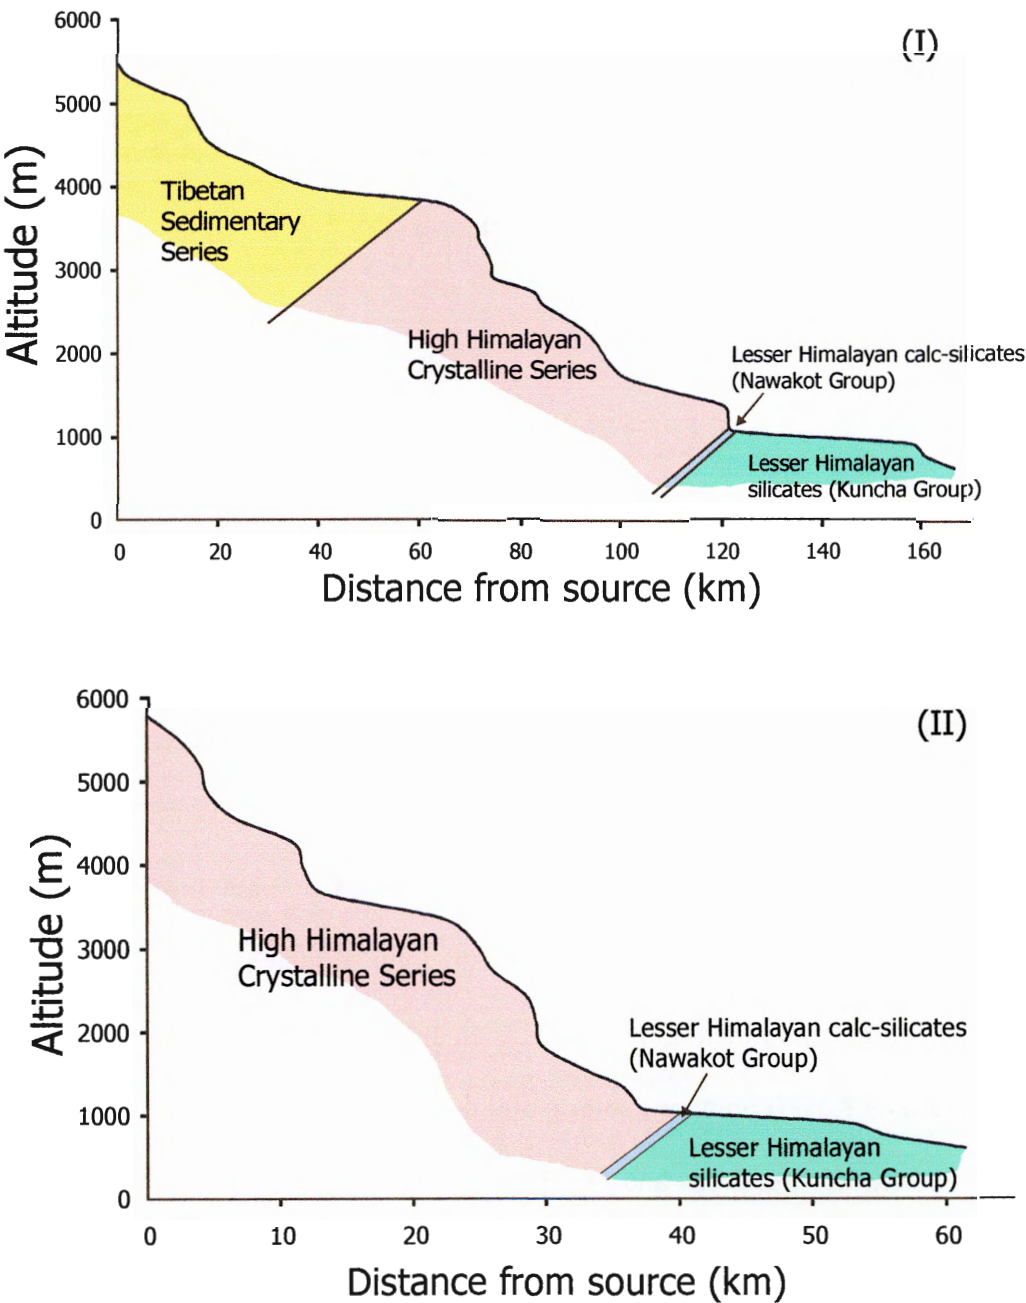 (I)
6000
5000
4000
3000
2000
1000
0
Altitude (m)
Tibetan
Sedimentary
Series
High Himalayan
Crystalline Series
Lesser Himalayan calc-silicates
(Nawakot Group)
Lesser Himalayan
silicates (Kuncha Group)
0 20 40 60 80 100 120 140 160
Distance from source (km)
(II)
6000
5000
4000
3000
2000
1000
0
Altitude (m)
High Himalayan
Crystalline Series
Lesser Himalayan calc-silicates
(Nawakot Group)
Lesser Himalayan
silicates (Kuncha Group)
0 10 20 30 40 50 60
Distance from source (km)